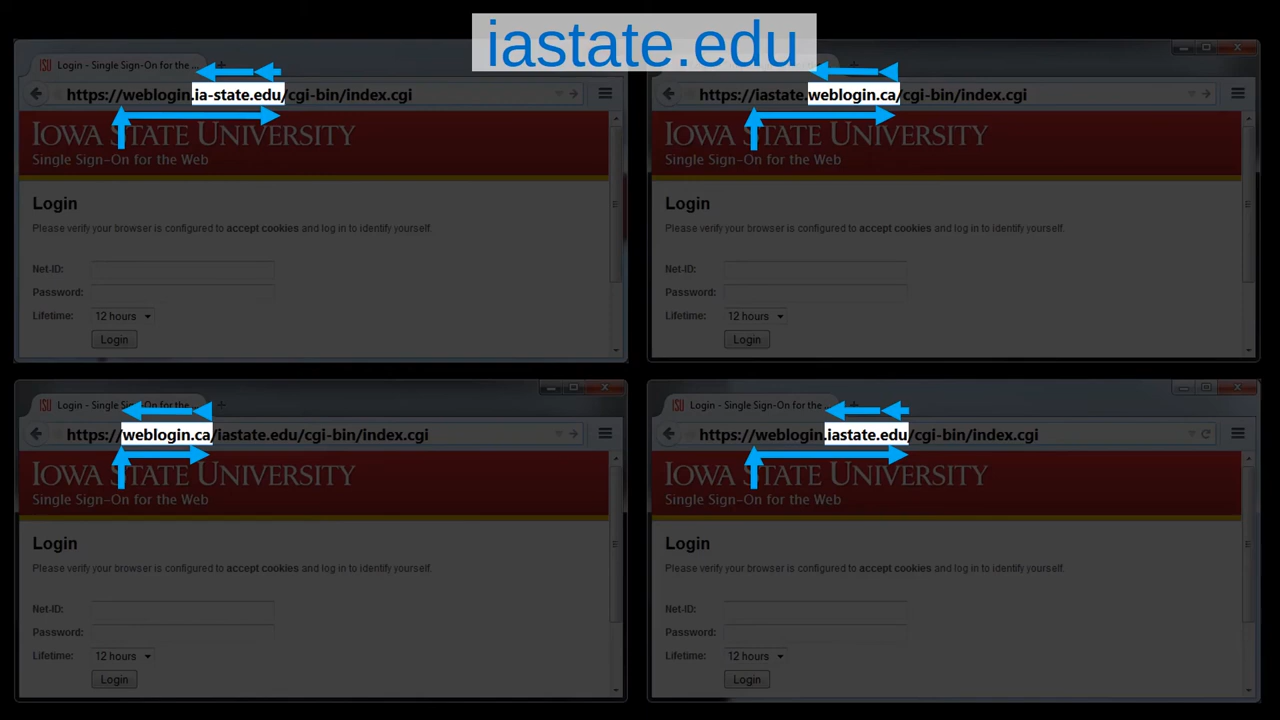 iastate.edu
Login - Single Sign-On for the ...
https://weblogin.ia-state.edu/cgi-bin/index.cgi
IOWA STATE UNIVERSITY
Single Sign-On for the Web
Login
Please verify your browser is configured to accept cookies and log in to identify yourself.
Net-ID:
Password:
Lifetime: 12 hours
Login
https://iastate.weblogin.ca/cgi-bin/index.cgi
IOWA STATE UNIVERSITY
Single Sign-On for the Web
Login
Please verify your browser is configured to accept cookies and log in to identify yourself.
Net-ID:
Password:
Lifetime: 12 hours
Login
Login - Single Sign-On for the ...
https://weblogin.ca/iastate.edu/cgi-bin/index.cgi
IOWA STATE UNIVERSITY
Single Sign-On for the Web
Login
Please verify your browser is configured to accept cookies and log in to identify yourself.
Net-ID:
Password:
Lifetime: 12 hours
Login
Login - Single Sign-On for the ...
https://weblogin.iastate.edu/cgi-bin/index.cgi
IOWA STATE UNIVERSITY
Single Sign-On for the Web
Login
Please verify your browser is configured to accept cookies and log in to identify yourself.
Net-ID:
Password:
Lifetime: 12 hours
Login